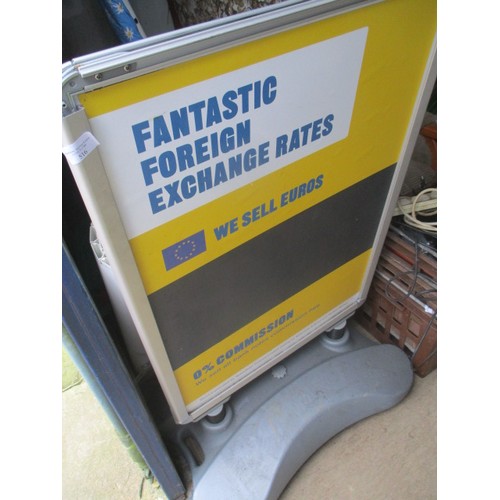 FANTASTIC
FOREIGN
EXCHANGE RATES
WE SELL EUROS
0% COMMISSION